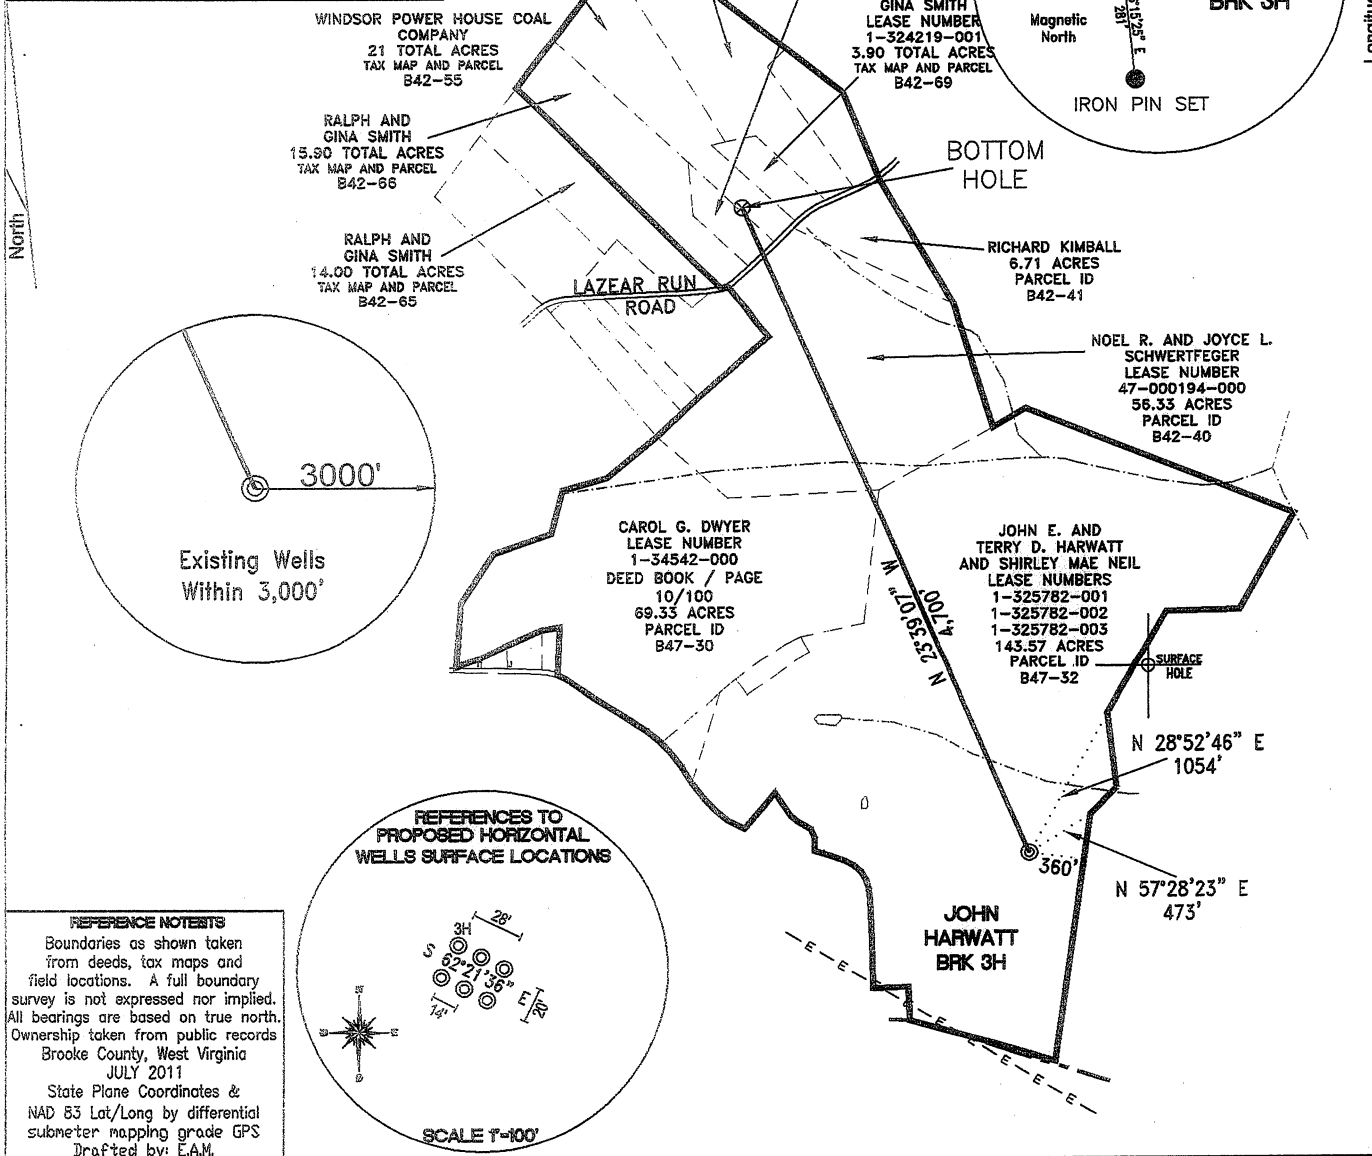 WINDSOR POWER HOUSE COAL
COMPANY
21 TOTAL ACRES
TAX MAP AND PARCEL
B42-55
GINA SMITH
LEASE NUMBER
1-324219-001
3.90 TOTAL ACRES
TAX MAP AND PARCEL
B42-69
Magnetic
North
281'
BRK 3H
IRON PIN SET
RALPH AND
GINA SMITH
15.90 TOTAL ACRES
TAX MAP AND PARCEL
B42-66
BOTTOM
HOLE
North
RALPH AND
GINA SMITH
14.00 TOTAL ACRES
TAX MAP AND PARCEL
B42-65
LAZEAR RUN
ROAD
RICHARD KIMBALL
6.71 ACRES
PARCEL ID
B42-41
NOEL R. AND JOYCE L.
SCHWERTFEGER
LEASE NUMBER
47-000194-000
56.33 ACRES
PARCEL ID
B42-40
3000'
Existing Wells
Within 3,000'
CAROL G. DWYER
LEASE NUMBER
1-34542-000
DEED BOOK / PAGE
10/100
69.33 ACRES
PARCEL ID
B47-30
JOHN E. AND
TERRY D. HARWATT
AND SHIRLEY MAE NEIL
LEASE NUMBERS
1-325782-001
1-325782-002
1-325782-003
143.57 ACRES
PARCEL ID
B47-32
N 23°39'07" W
4,700'
SURFACE
HOLE
N 28°52'46" E
1054'
360'
N 57°28'23" E
473'
JOHN
HARWATT
BRK 3H
E E E E E E E
REFERENCES TO
PROPOSED HORIZONTAL
WELLS SURFACE LOCATIONS
3H
28'
S 62°21'36" E
14'
20'
SCALE 1"=100'
REFERENCE NOTES
Boundaries as shown taken
from deeds, tax maps and
field locations. A full boundary
survey is not expressed nor implied.
All bearings are based on true north.
Ownership taken from public records
Brooke County, West Virginia
JULY 2011
State Plane Coordinates &
NAD 83 Lat/Long by differential
submeter mapping grade GPS
Drafted by: E.A.M.